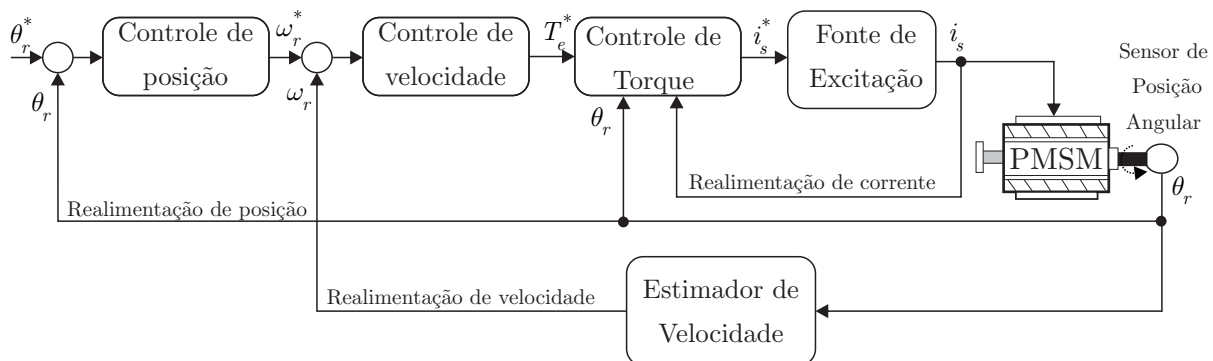 θ*r
Controle de
posição
ω*r
Controle de
velocidade
T*e
Controle de
Torque
i*s
Fonte de
Excitação
is
Sensor de
Posição
Angular
θr
ωr
θr
PMSM
θr
Realimentação de corrente
Realimentação de posição
Realimentação de velocidade
Estimador de
Velocidade